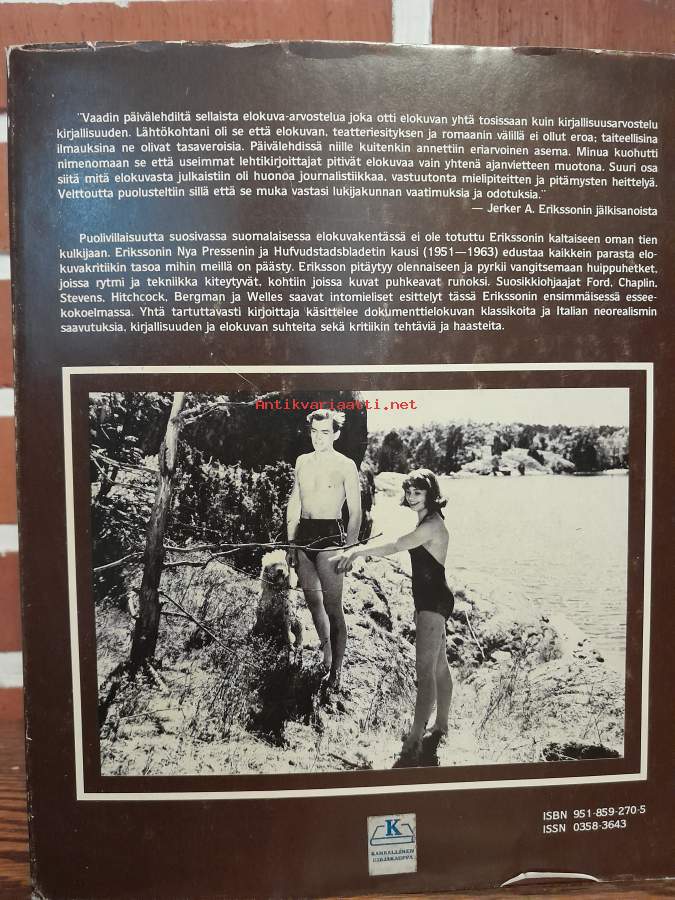 "Vaadin päivälehdiltä sellaista elokuva-arvostelua joka otti elokuvan yhtä tosissaan kuin kirjallisuusarvostelu
kirjallisuuden. Lähtökohtani oli se että elokuvan, teatteriesityksen ja romaanin välillä ei ollut eroa; taiteellisina
ilmauksina ne olivat tasaveroisia. Päivälehdissä niille kuitenkin annettiin eriarvoinen asema. Minua kuohutti
nimenomaan se että useimmat lehtikirjoittajat pitivät elokuvaa vain yhtenä ajanvietteen muotona. Suuri osa
siitä mitä elokuvasta julkaistiin oli huonoa journalistiikkaa, vastuutonta mielipiteitten ja pitämysten heittelyä.
Velttoutta puolusteltiin sillä että se muka vastasi lukijakunnan vaatimuksia ja odotuksia."
— Jerker A. Erikssonin jälkisanoista
Puolivillaisuutta suosivassa suomalaisessa elokuvakentässä ei ole totuttu Erikssonin kaltaiseen oman tien
kulkijaan. Erikssonin Nya Pressenin ja Hufvudstadsbladetin kausi (1951—1963) edustaa kaikkein parasta elo-
kuvakritiikin tasoa mihin meillä on päästy. Eriksson pitäytyy olennaiseen ja pyrkii vangitsemaan huippuhetket,
joissa rytmi ja tekniikka kiteytyvät, kohtiin joissa kuvat puhkeavat runoksi. Suosikkiohjaajat Ford, Chaplin,
Stevens, Hitchcock, Bergman ja Welles saavat intomieliset esittelyt tässä Erikssonin ensimmäisessä essee-
kokoelmassa. Yhtä tartuttavasti kirjoittaja käsittelee dokumenttielokuvan klassikoita ja Italian neorealismin
saavutuksia, kirjallisuuden ja elokuvan suhteita sekä kritiikin tehtäviä ja haasteita.
Antikvariaatti.net
ISBN 951-859-270-5
ISSN 0358-3643
K
KANSALLINEN
KIRJAKAUPPA